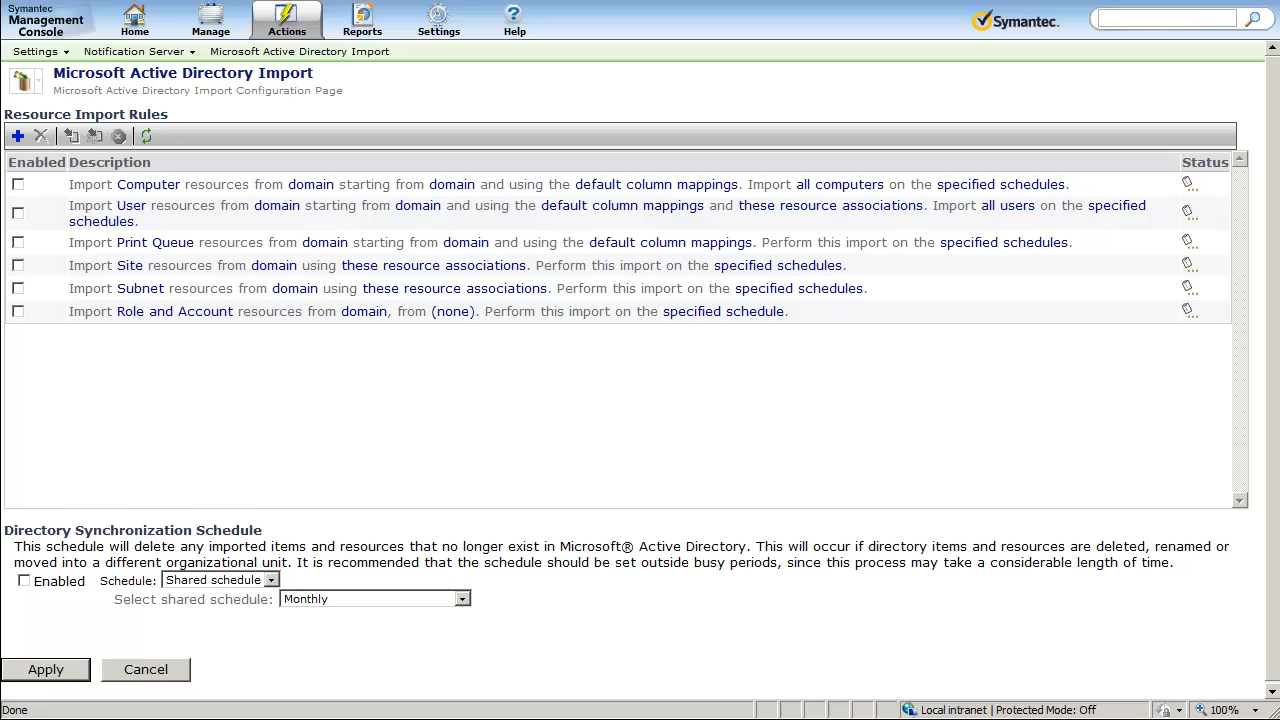 Symantec
Management
Console
Home
Manage
Actions
Reports
Settings
Help
Symantec.
Settings
Notification Server
Microsoft Active Directory Import
Microsoft Active Directory Import
Microsoft Active Directory Import Configuration Page
Resource Import Rules
Enabled Description Status
Import Computer resources from domain starting from domain and using the default column mappings. Import all computers on the specified schedules.
Import User resources from domain starting from domain and using the default column mappings and these resource associations. Import all users on the specified
schedules.
Import Print Queue resources from domain starting from domain and using the default column mappings. Perform this import on the specified schedules.
Import Site resources from domain using these resource associations. Perform this import on the specified schedules.
Import Subnet resources from domain using these resource associations. Perform this import on the specified schedules.
Import Role and Account resources from domain, from (none). Perform this import on the specified schedule.
Directory Synchronization Schedule
This schedule will delete any imported items and resources that no longer exist in Microsoft® Active Directory. This will occur if directory items and resources are deleted, renamed or
moved into a different organizational unit. It is recommended that the schedule should be set outside busy periods, since this process may take a considerable length of time.
Enabled Schedule: Shared schedule
Select shared schedule: Monthly
Apply Cancel
Done Local intranet | Protected Mode: Off 100%